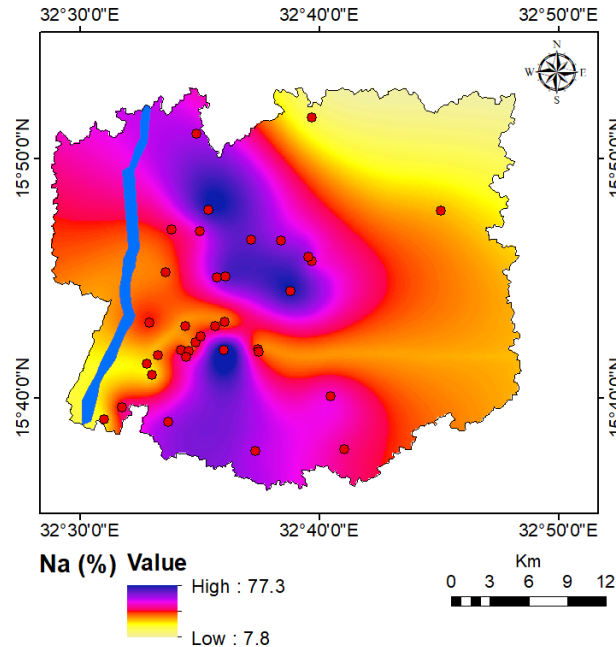 32°30'0"E 32°40'0"E 32°50'0"E
N
W E
S
15°50'0"N 15°50'0"N
15°40'0"N 15°40'0"N
32°30'0"E 32°40'0"E 32°50'0"E
Na (%) Value
High : 77.3
Low : 7.8
Km
0 3 6 9 12